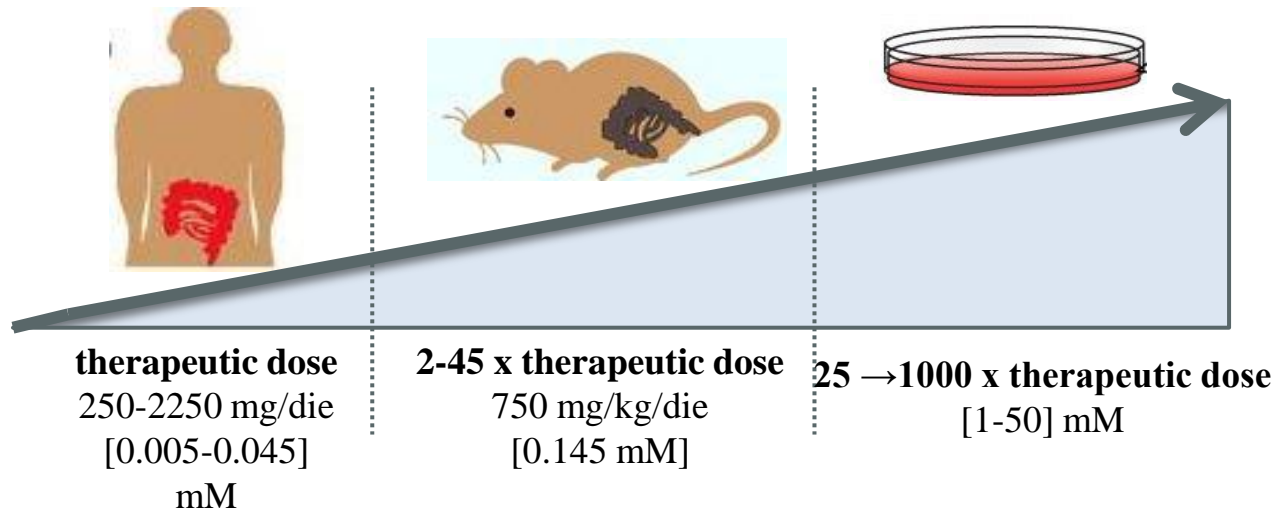 therapeutic dose
250-2250 mg/die
[0.005-0.045]
mM
2-45 x therapeutic dose
750 mg/kg/die
[0.145 mM]
25 →1000 x therapeutic dose
[1-50] mM